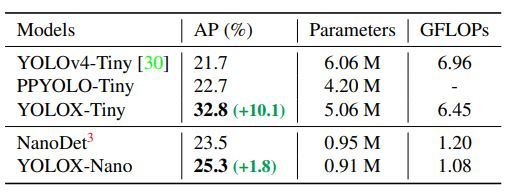 Models AP (%) Parameters GFLOPs
YOLOv4-Tiny [30] 21.7 6.06 M 6.96
PPYOLO-Tiny 22.7 4.20 M -
YOLOX-Tiny 32.8 (+10.1) 5.06 M 6.45
NanoDet3 23.5 0.95 M 1.20
YOLOX-Nano 25.3 (+1.8) 0.91 M 1.08